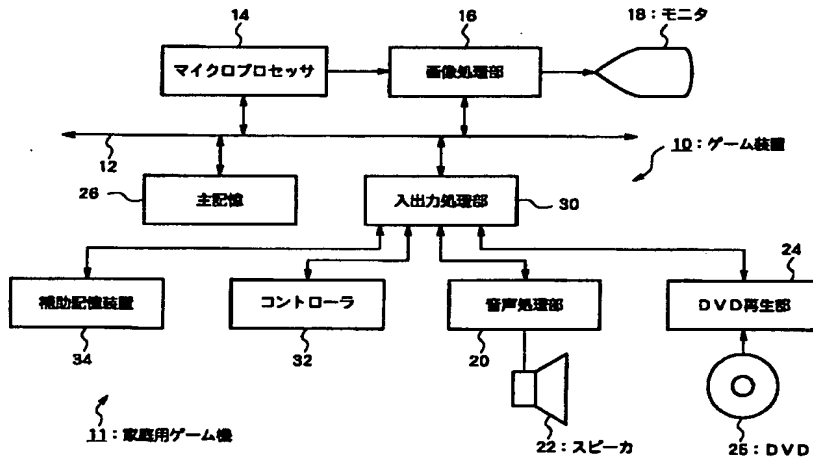 14
16
18:モニタ
マイクロプロセッサ
画像処理部
12
10:ゲーム装置
26
主記憶
入出力処理部
30
24
補助記憶装置
コントローラ
音声処理部
DVD再生部
34
32
20
11:家庭用ゲーム機
22:スピーカ
25:DVD